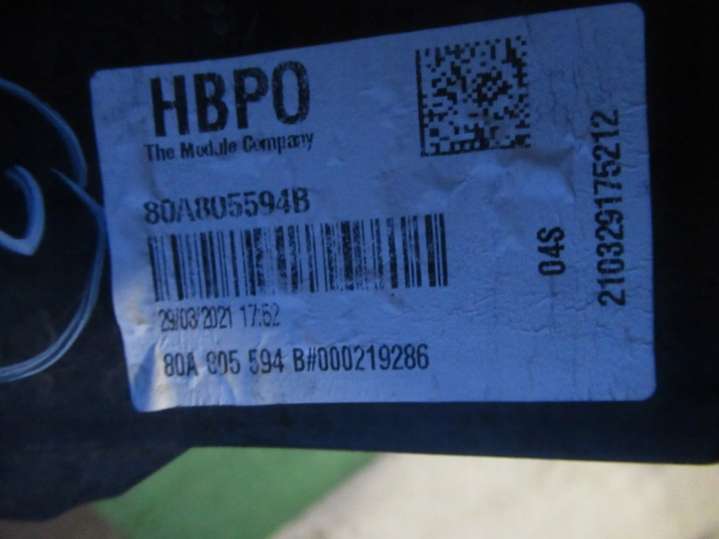 HBPO
The Module Company
80A805594B
29/03/2021 17:52
80A 805 594 B#000219286
04S
210329175212